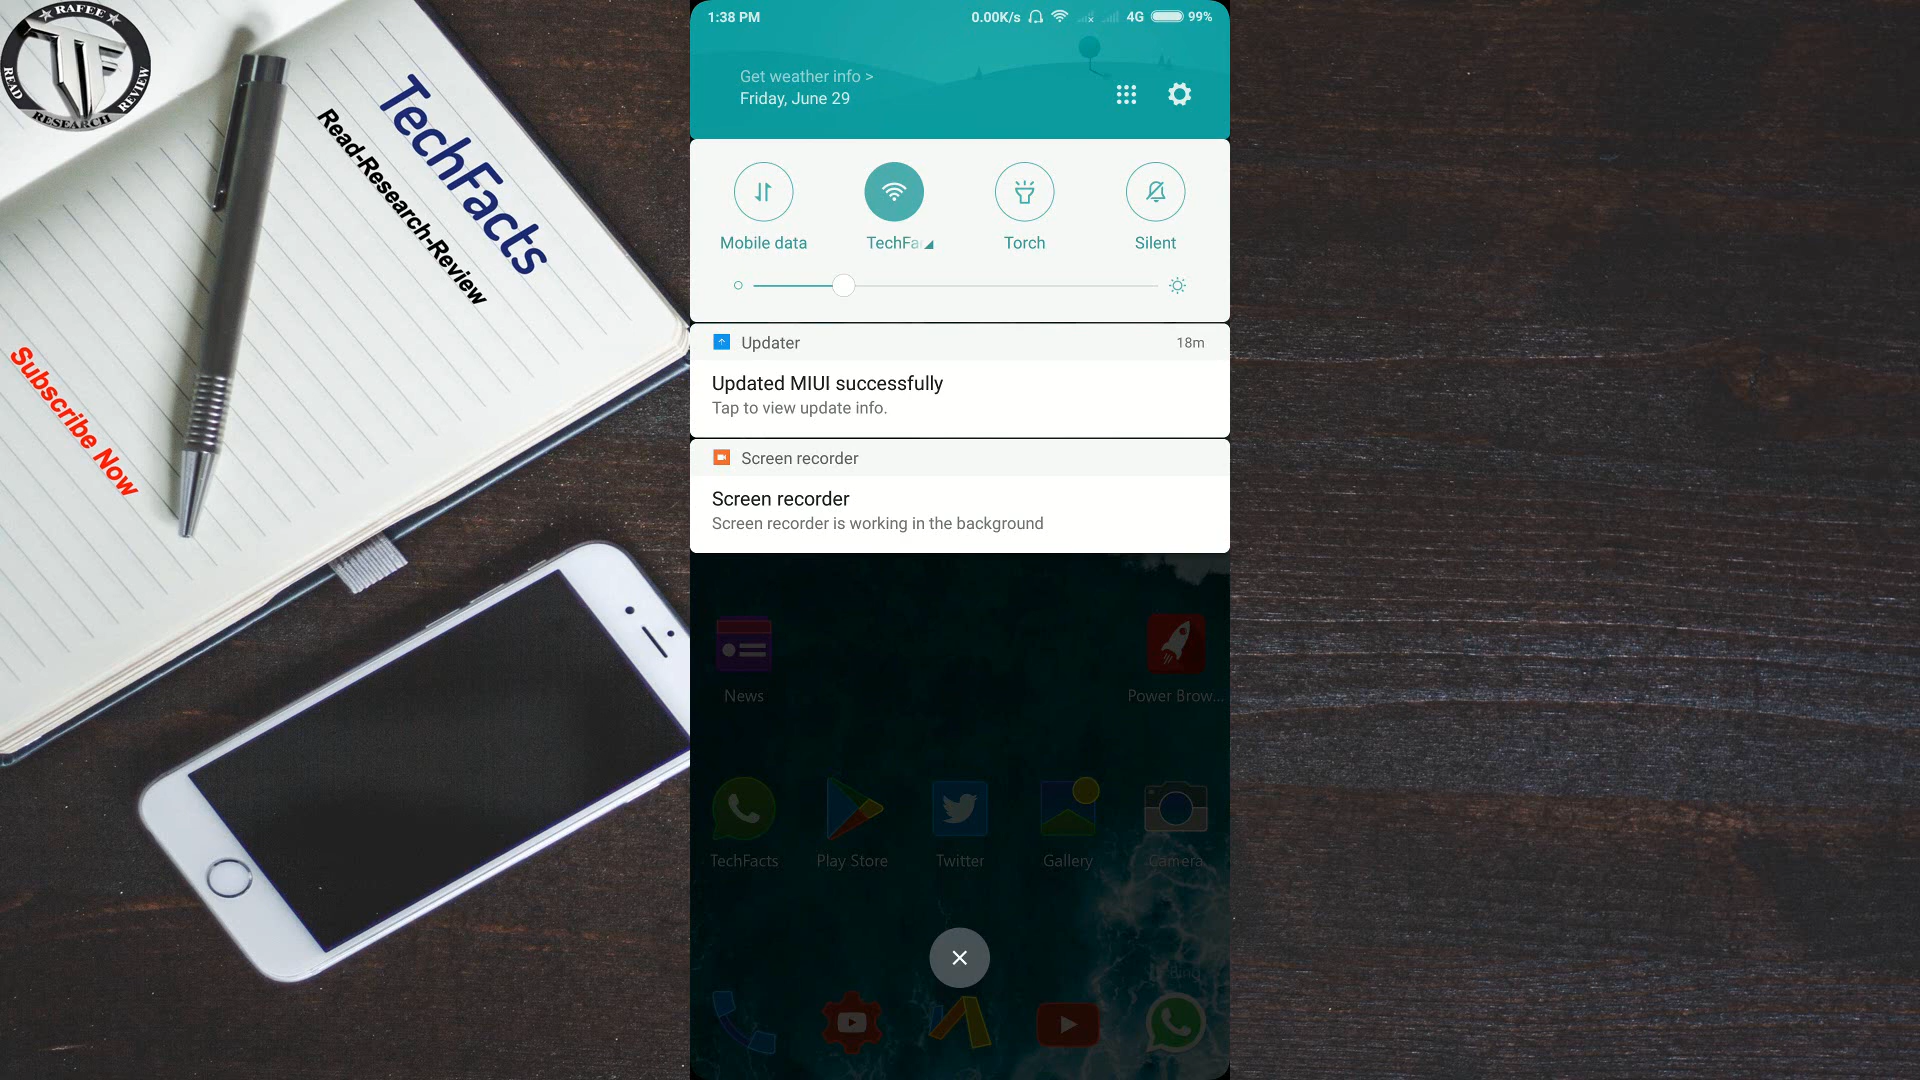 RAFEE
READ
RESEARCH
REVIEW
TF
TechFacts
Read-Research-Review
Subscribe Now
1:38 PM
0.00K/s 4G 99%
Get weather info >
Friday, June 29
Mobile data
TechFa
Torch
Silent
Updater 18m
Updated MIUI successfully
Tap to view update info.
Screen recorder
Screen recorder
Screen recorder is working in the background
News
Power Brow...
TechFacts
Play Store
Twitter
Gallery
Camera
Bing